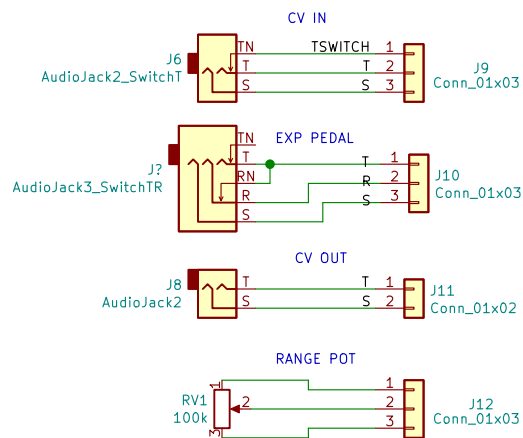 CV IN
J6
AudioJack2_SwitchT
TN
T
S
TSWITCH
T
S
1
2
3
J9
Conn_01x03
EXP PEDAL
J?
AudioJack3_SwitchTR
TN
T
RN
R
S
T
R
S
1
2
3
J10
Conn_01x03
CV OUT
J8
AudioJack2
T
S
T
S
1
2
J11
Conn_01x02
RANGE POT
RV1
100k
1
2
3
1
2
3
J12
Conn_01x03